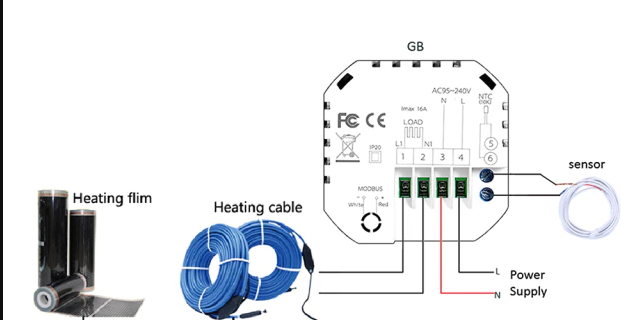 GB
AC95~240V
N L
NTC
Imax 16A
LOAD
FC CE
IP20
L1 N1
1 2 3 4
5
6
MODBUS
- +
White Red
sensor
Heating flim
Heating cable
L Power
N Supply